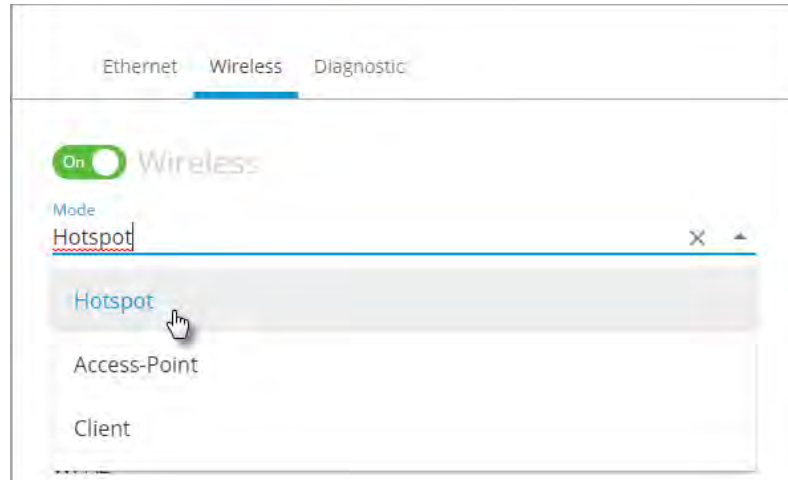 Ethernet Wireless Diagnostic
On Wireless
Mode
Hotspot
Hotspot
Access-Point
Client